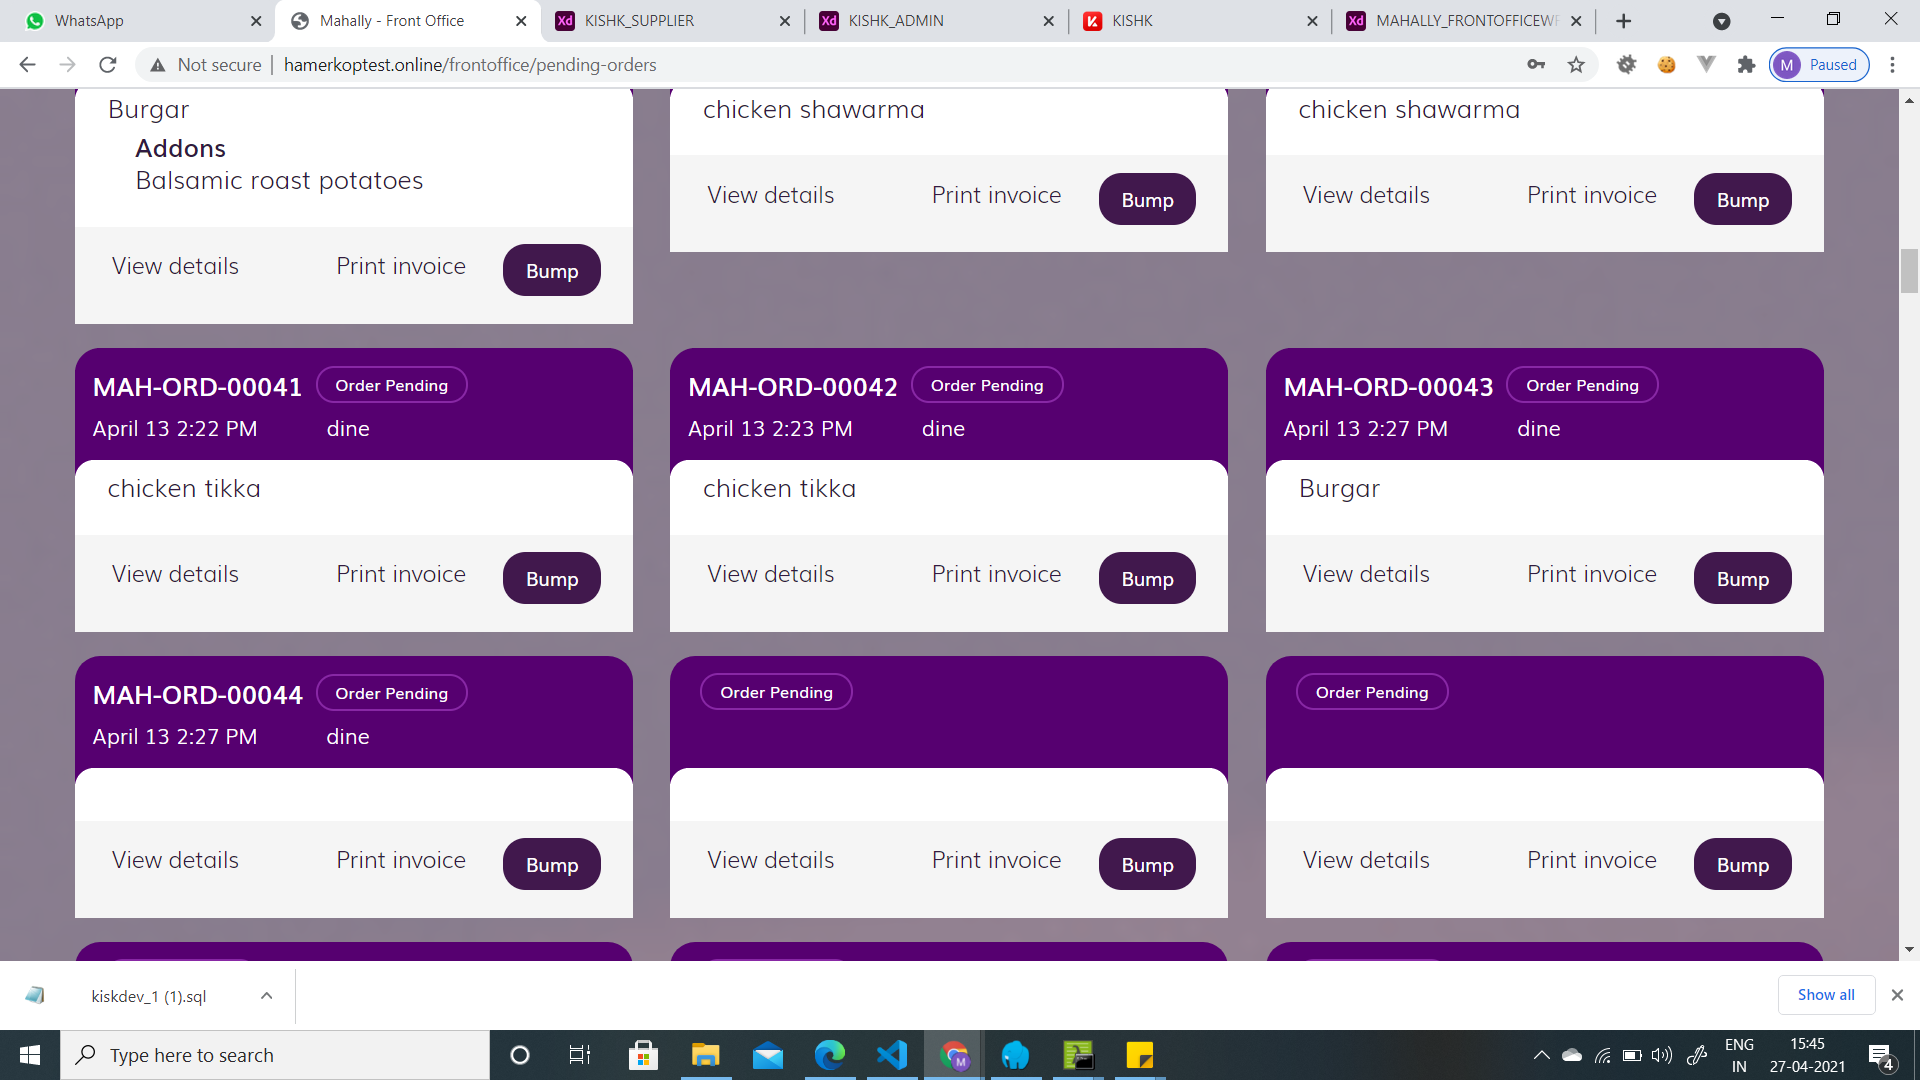 WhatsApp
Mahally - Front Office
KISHK_SUPPLIER
KISHK_ADMIN
KISHK
MAHALLY_FRONTOFFICEW
Not secure
hamerkoptest.online/frontoffice/pending-orders
M Paused
Burgar
Addons
Balsamic roast potatoes
View details Print invoice Bump
chicken shawarma
View details Print invoice Bump
chicken shawarma
View details Print invoice Bump
MAH-ORD-00041 Order Pending
April 13 2:22 PM dine
chicken tikka
View details Print invoice Bump
MAH-ORD-00042 Order Pending
April 13 2:23 PM dine
chicken tikka
View details Print invoice Bump
MAH-ORD-00043 Order Pending
April 13 2:27 PM dine
Burgar
View details Print invoice Bump
MAH-ORD-00044 Order Pending
April 13 2:27 PM dine
View details Print invoice Bump
Order Pending
View details Print invoice Bump
Order Pending
View details Print invoice Bump
kiskdev_1 (1).sql
Show all
Type here to search
ENG
IN
15:45
27-04-2021
4